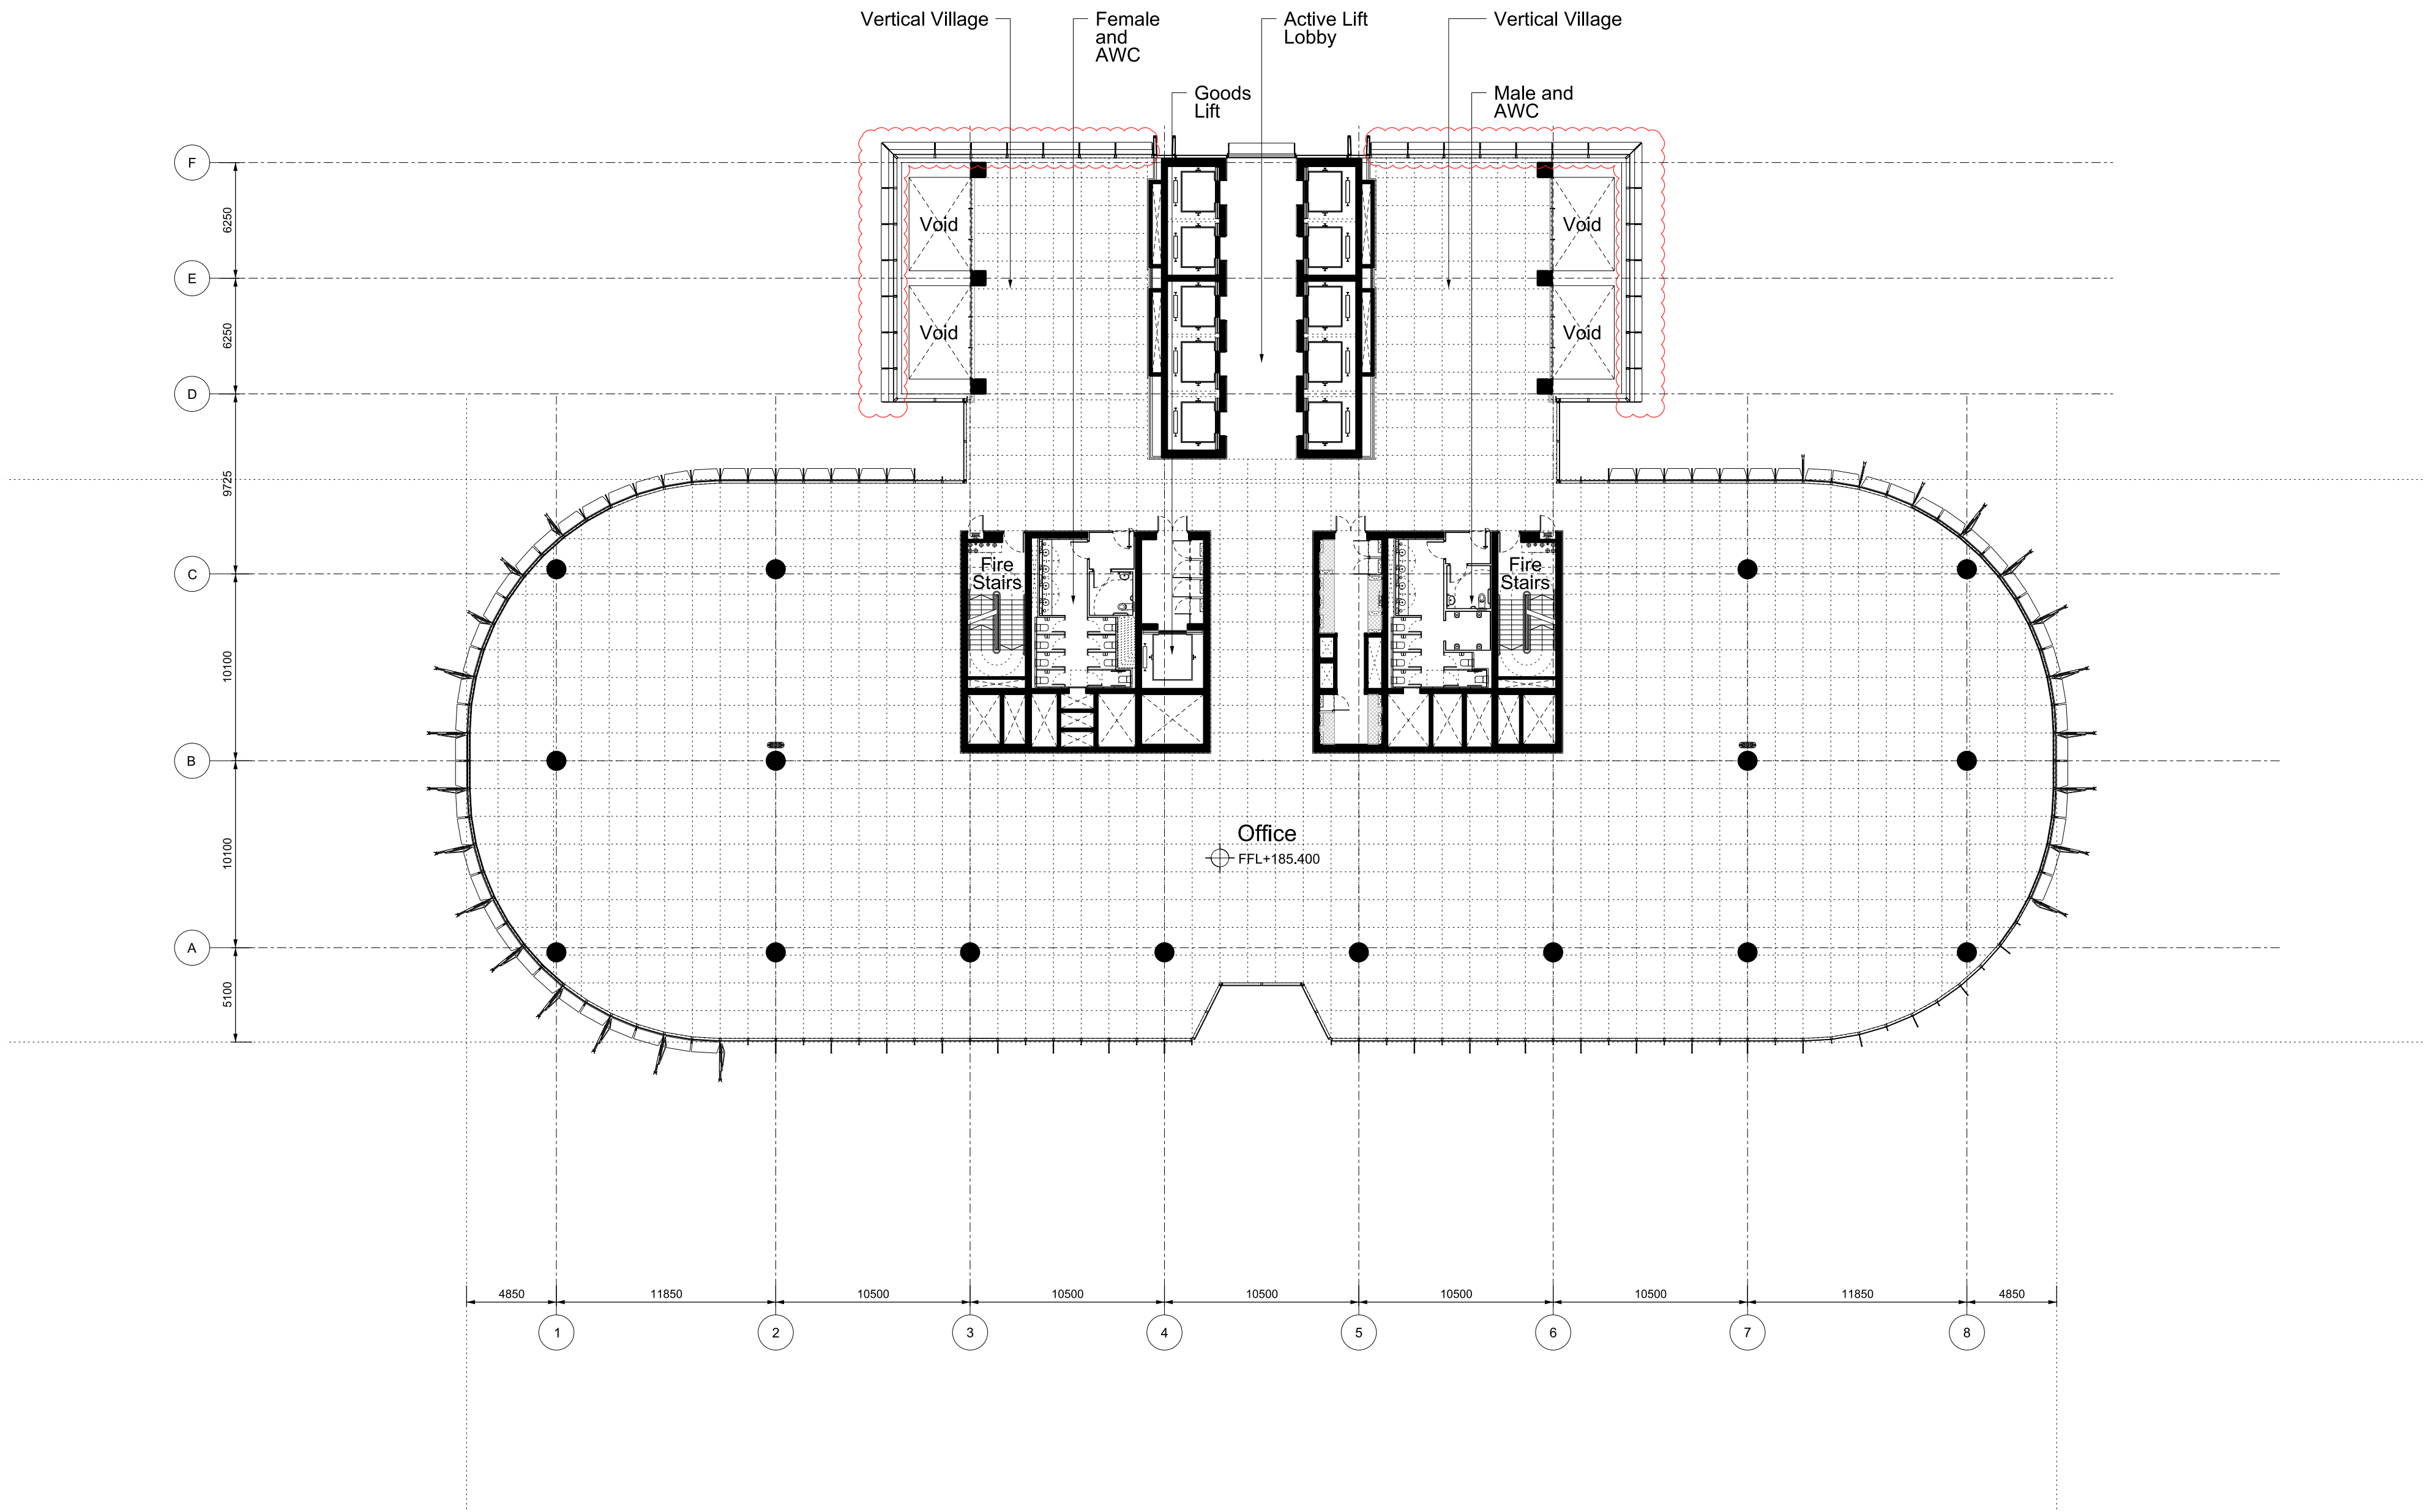 Vertical Village
Female
and
AWC
Active Lift
Lobby
Vertical Village
Goods
Lift
Male and
AWC
F
E
D
C
B
A
6250
6250
9725
10100
10100
5100
Void
Void
Void
Void
Fire
Stairs
Fire
Stairs
Office
FFL+185.400
4850
11850
10500
10500
10500
10500
10500
11850
4850
1
2
3
4
5
6
7
8